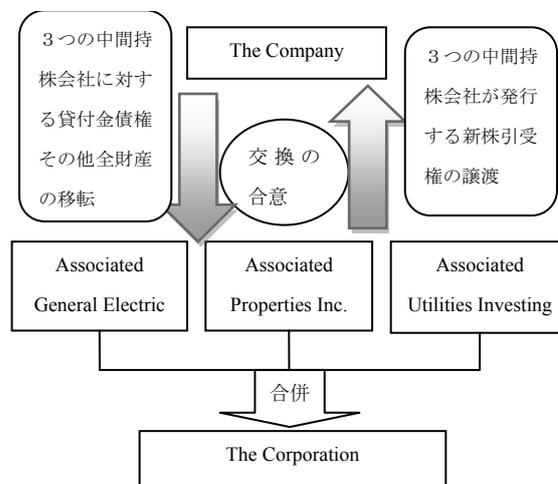 ３つの中間持
株会社に対す
る貸付金債権
その他全財産
の移転
The Company
３つの中間持
株会社が発行
する新株引受
権の譲渡
交換の
合意
Associated
General Electric
Associated
Properties Inc.
Associated
Utilities Investing
合併
The Corporation